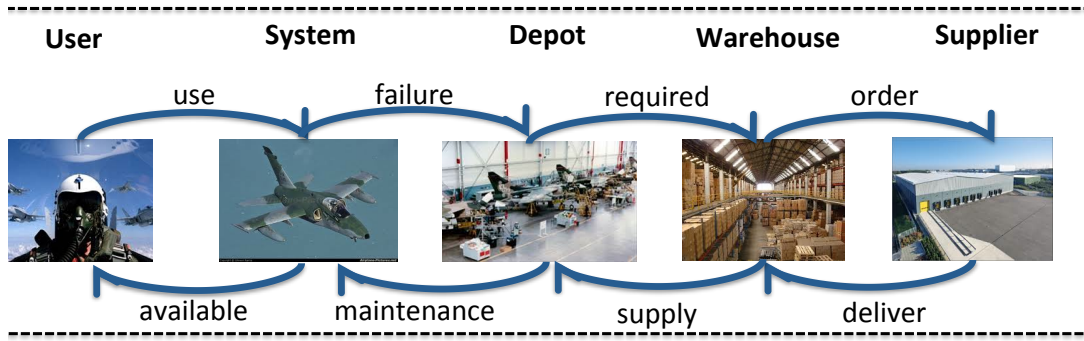 User System Depot Warehouse Supplier
use failure required order
available maintenance supply deliver